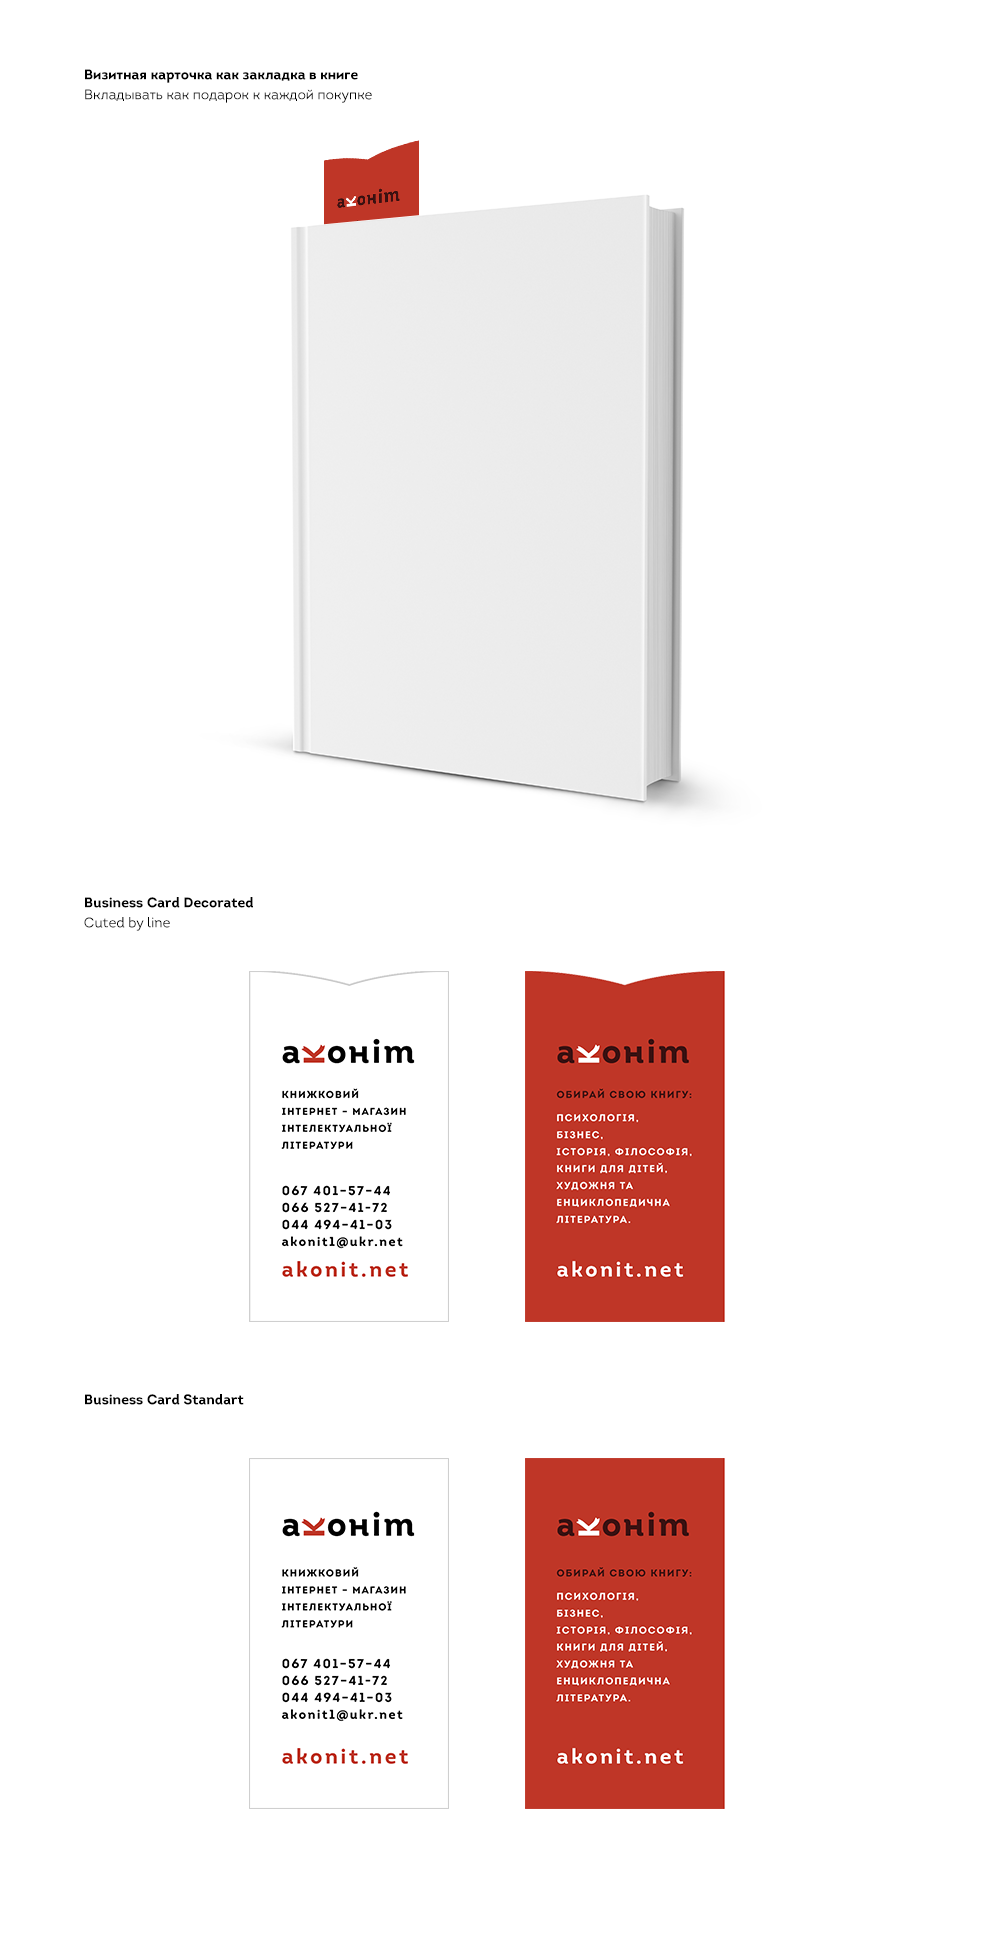 Визитная карточка как закладка в книге
Вкладывать как подарок к каждой покупке
аконіт
Business Card Decorated
Cuted by line
аконіт
КНИЖКОВИЙ
ІНТЕРНЕТ - МАГАЗИН
ІНТЕЛЕКТУАЛЬНОЇ
ЛІТЕРАТУРИ
067 401-57-44
066 527-41-72
044 494-41-03
akonit1@ukr.net
akonit.net
аконіт
ОБИРАЙ СВОЮ КНИГУ:
ПСИХОЛОГІЯ,
БІЗНЕС,
ІСТОРІЯ, ФІЛОСОФІЯ,
КНИГИ ДЛЯ ДІТЕЙ,
ХУДОЖНЯ ТА
ЕНЦИКЛОПЕДИЧНА
ЛІТЕРАТУРА.
akonit.net
Business Card Standart
аконіт
КНИЖКОВИЙ
ІНТЕРНЕТ - МАГАЗИН
ІНТЕЛЕКТУАЛЬНОЇ
ЛІТЕРАТУРИ
067 401-57-44
066 527-41-72
044 494-41-03
akonit1@ukr.net
akonit.net
аконіт
ОБИРАЙ СВОЮ КНИГУ:
ПСИХОЛОГІЯ,
БІЗНЕС,
ІСТОРІЯ, ФІЛОСОФІЯ,
КНИГИ ДЛЯ ДІТЕЙ,
ХУДОЖНЯ ТА
ЕНЦИКЛОПЕДИЧНА
ЛІТЕРАТУРА.
akonit.net